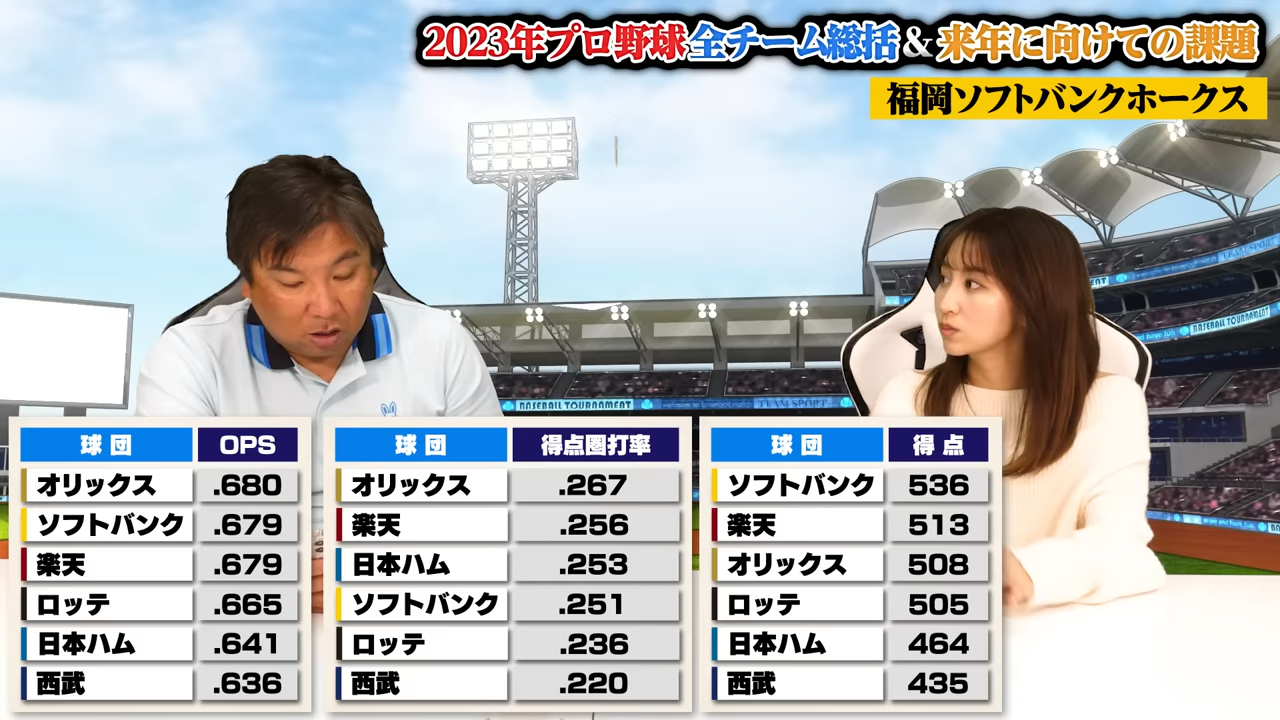 2023年プロ野球全チーム総括&来年に向けての課題
福岡ソフトバンクホークス
BASEBALL TOURNAMENT
BASEBALL TOURNAMENT
TEAM SPORT
球団 OPS
オリックス .680
ソフトバンク .679
楽天 .679
ロッテ .665
日本ハム .641
西武 .636
球団 得点圏打率
オリックス .267
楽天 .256
日本ハム .253
ソフトバンク .251
ロッテ .236
西武 .220
球団 得点
ソフトバンク 536
楽天 513
オリックス 508
ロッテ 505
日本ハム 464
西武 435